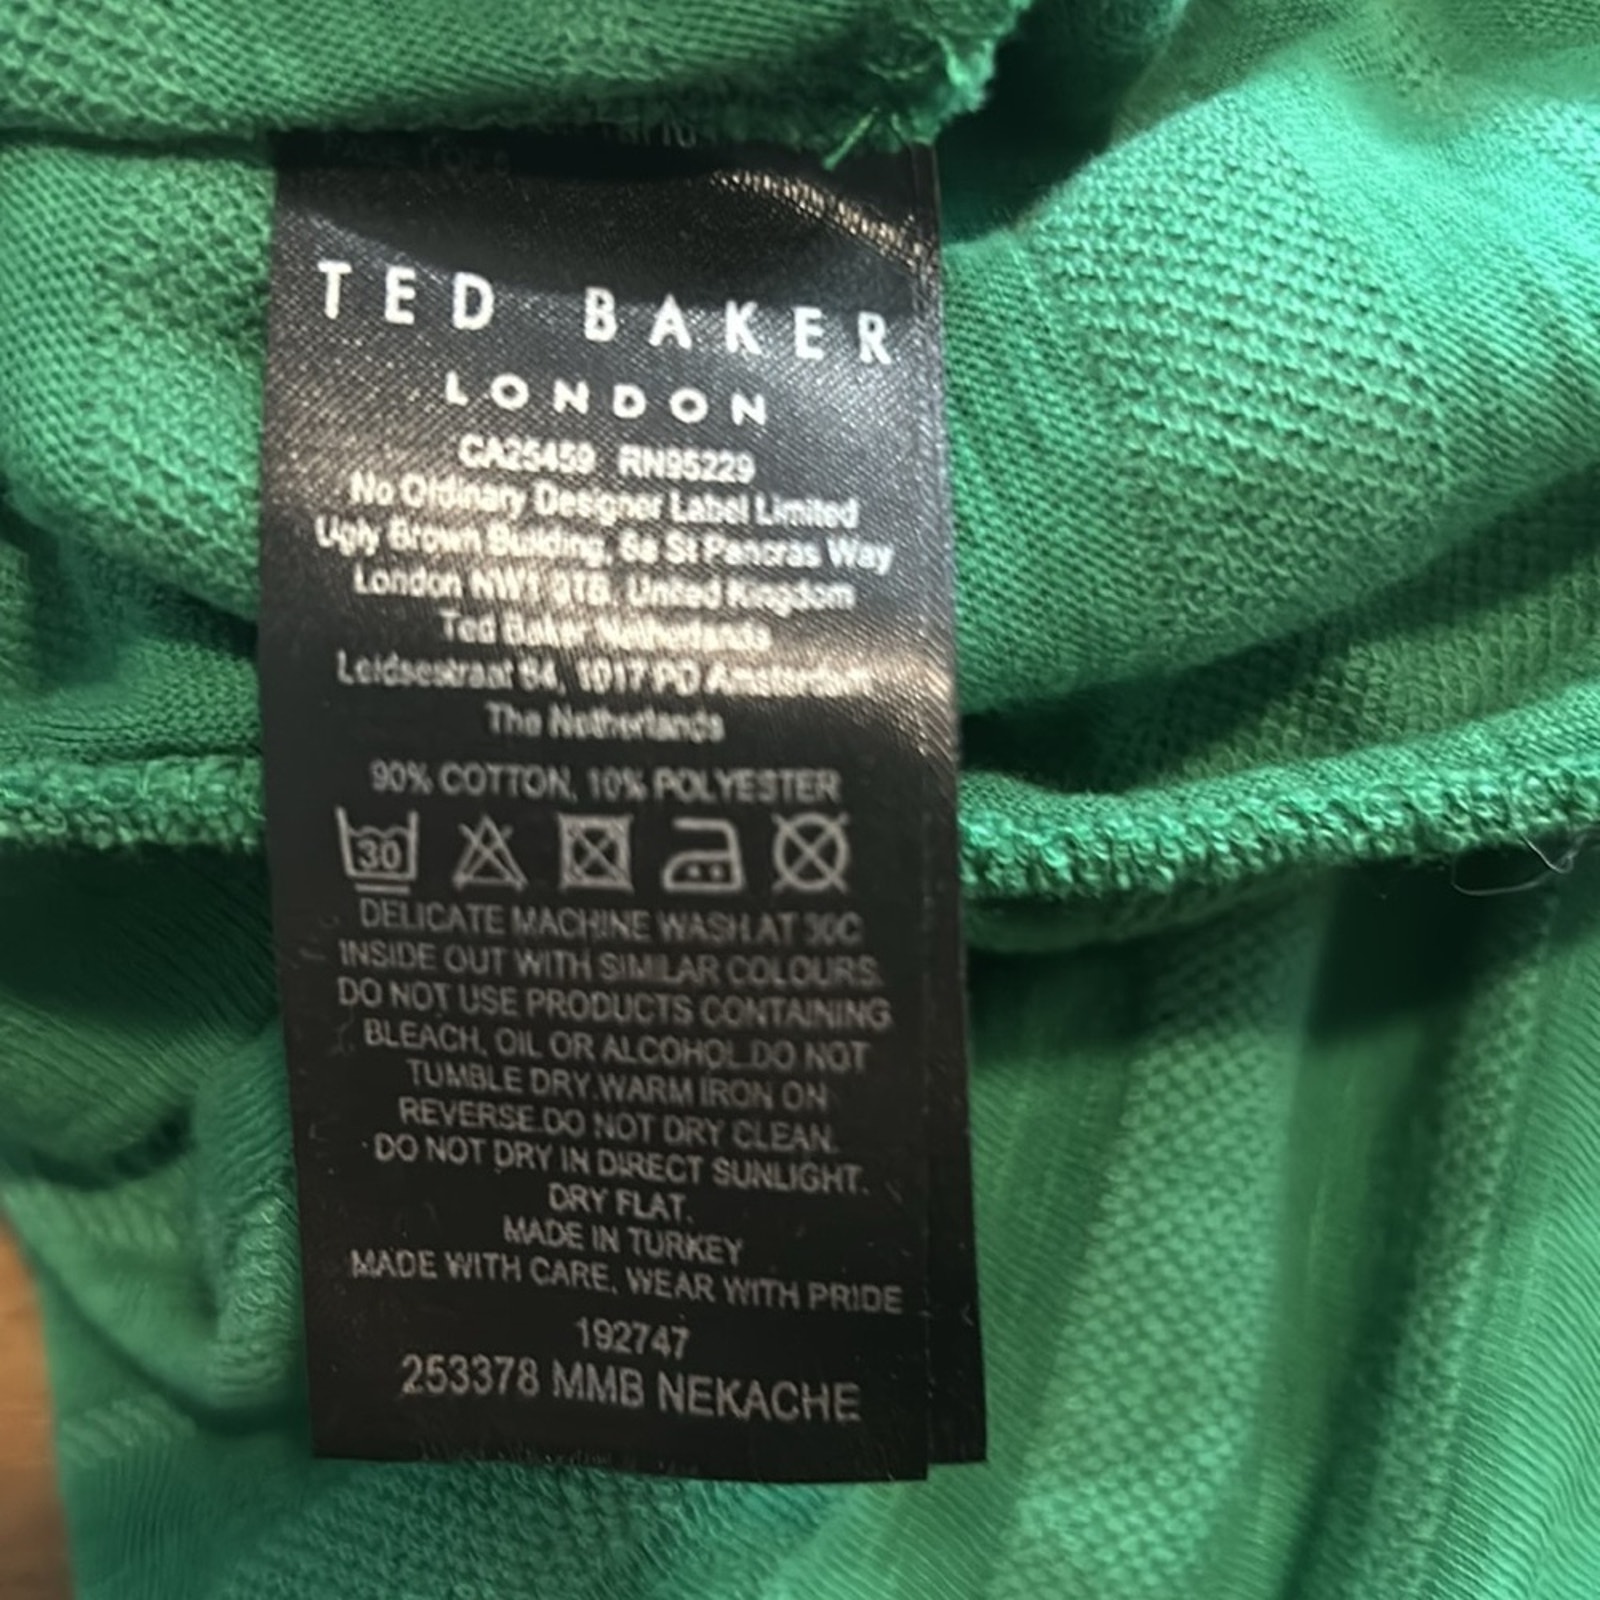 TED BAKER
LONDON
CA25459 RN95229
No Ordinary Designer Label Limited
Ugly Brown Building, 6a St Pancras Way
London NW1 0TB, United Kingdom
Ted Baker Netherlands
Leidsestraat 64, 1017 PD Amsterdam
The Netherlands
90% COTTON, 10% POLYESTER
30
DELICATE MACHINE WASH AT 30C
INSIDE OUT WITH SIMILAR COLOURS.
DO NOT USE PRODUCTS CONTAINING
BLEACH, OIL OR ALCOHOL.DO NOT
TUMBLE DRY.WARM IRON ON
REVERSE.DO NOT DRY CLEAN.
DO NOT DRY IN DIRECT SUNLIGHT.
DRY FLAT.
MADE IN TURKEY
MADE WITH CARE, WEAR WITH PRIDE
192747
253378 MMB NEKACHE